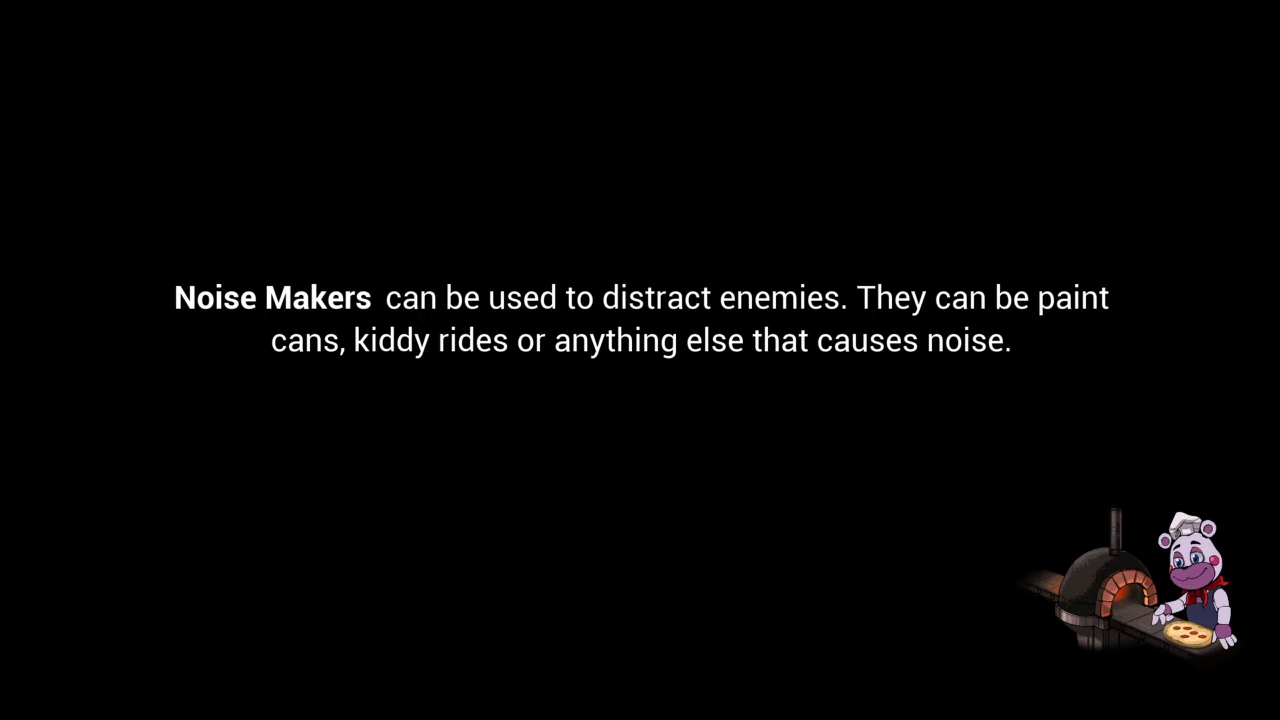 Noise Makers can be used to distract enemies. They can be paint
cans, kiddy rides or anything else that causes noise.